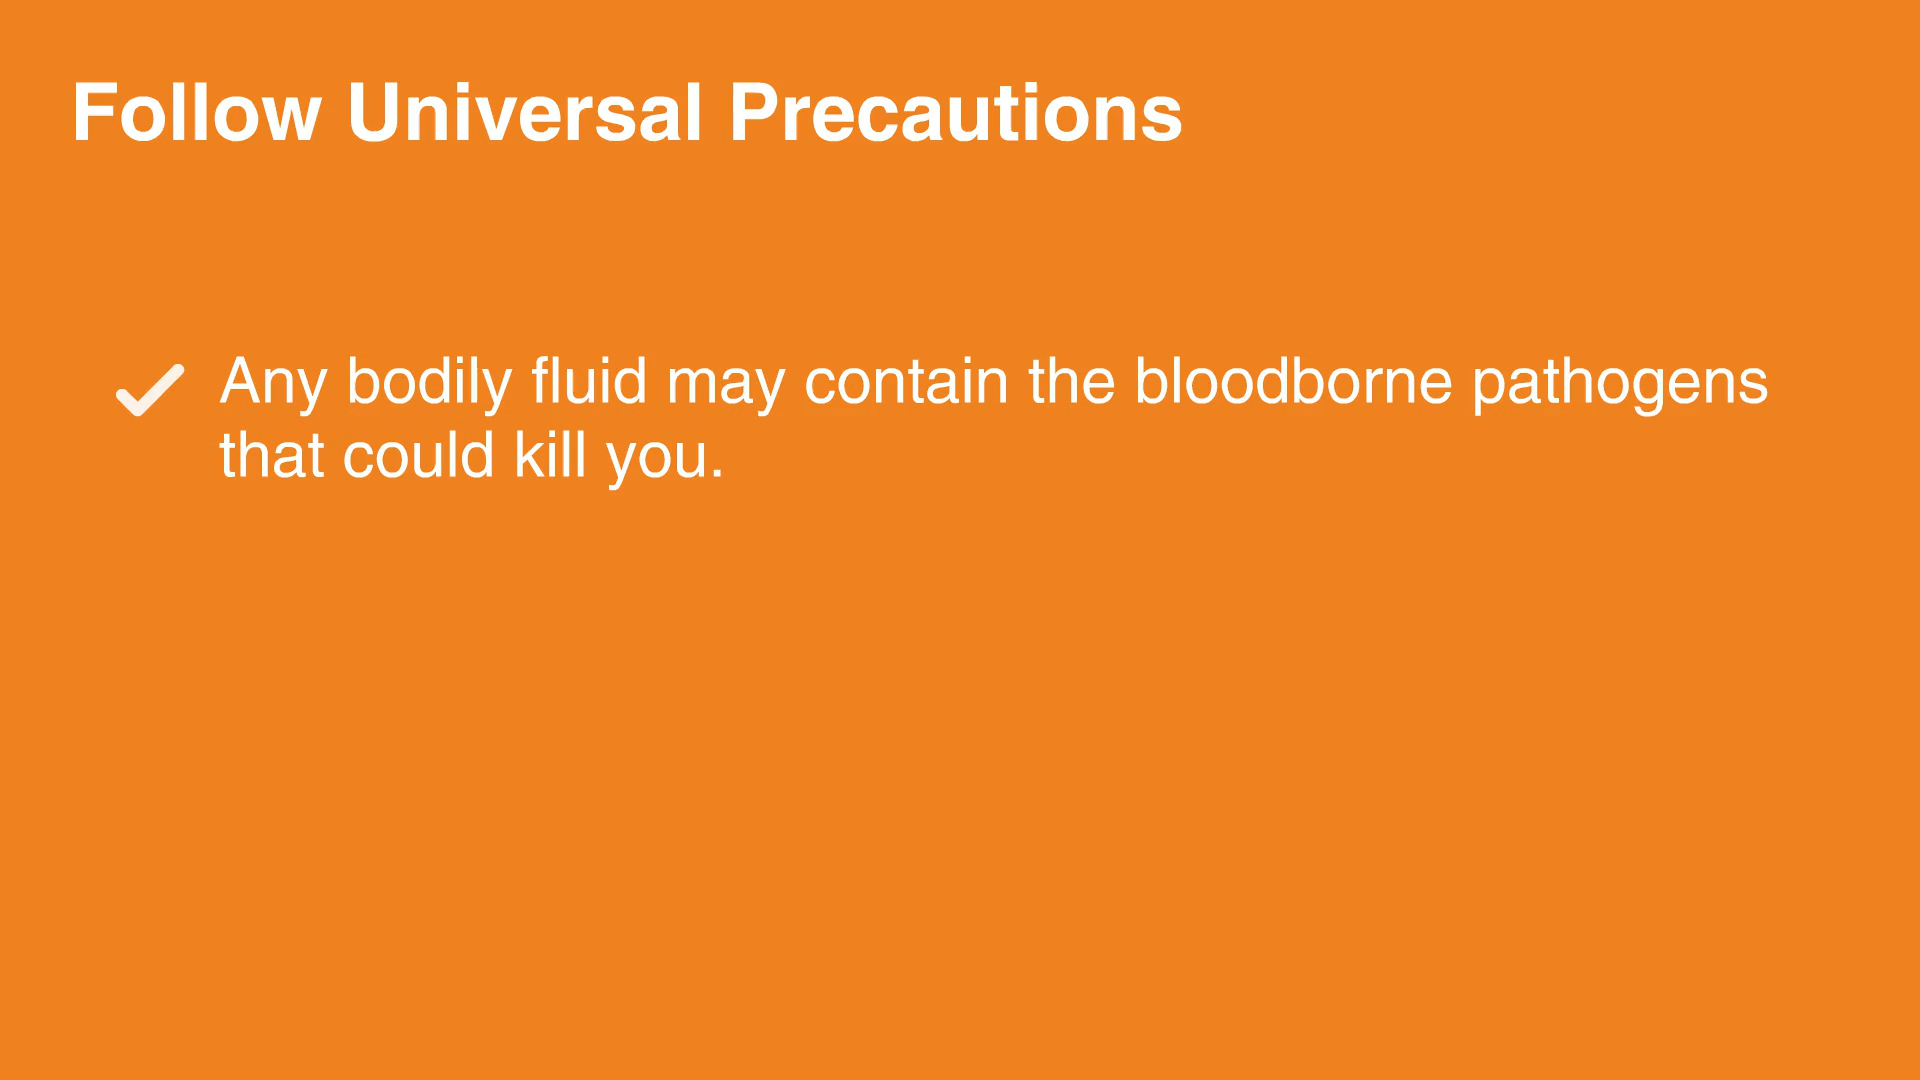 Follow Universal Precautions
Any bodily fluid may contain the bloodborne pathogens
that could kill you.